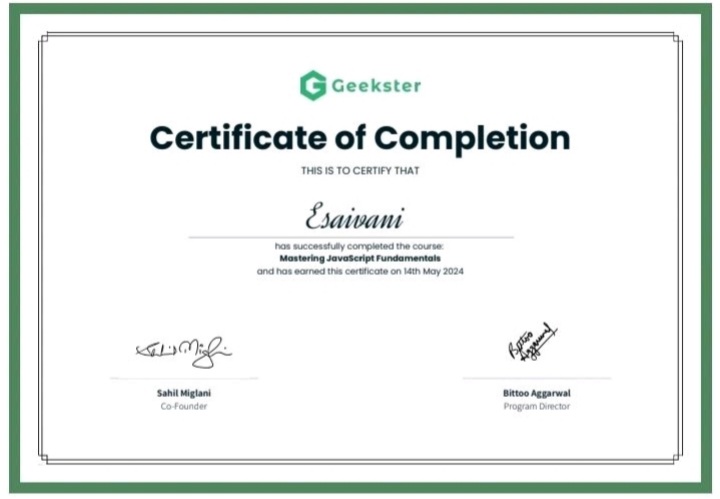 Geekster
Certificate of Completion
THIS IS TO CERTIFY THAT
Esaivani
has successfully completed the course:
Mastering JavaScript Fundamentals
and has earned this certificate on 14th May 2024
Sahil Miglani
Bittoo Aggarwal
Sahil Miglani
Bittoo Aggarwal
Co-Founder
Program Director